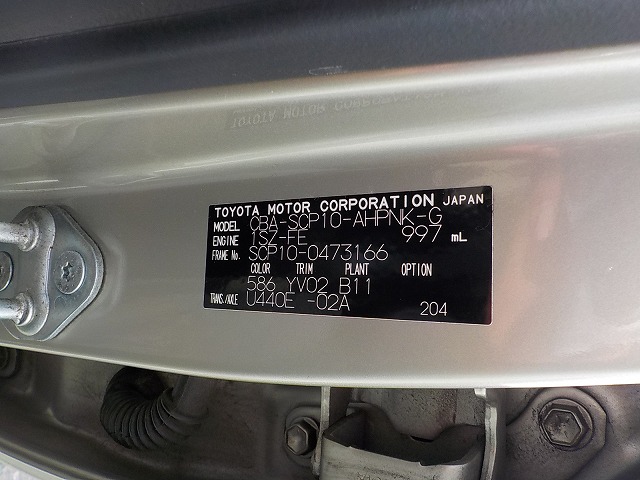 TOYOTA MOTOR CORPORATION JAPAN
MODEL CBA-SCP10-AHPNK-G
ENGINE 1SZ-FE 997 mL
FRAME No. SCP10-0473166
COLOR TRIM PLANT OPTION
586 YV02 B11
TRANS./AXLE U440E -02A 204